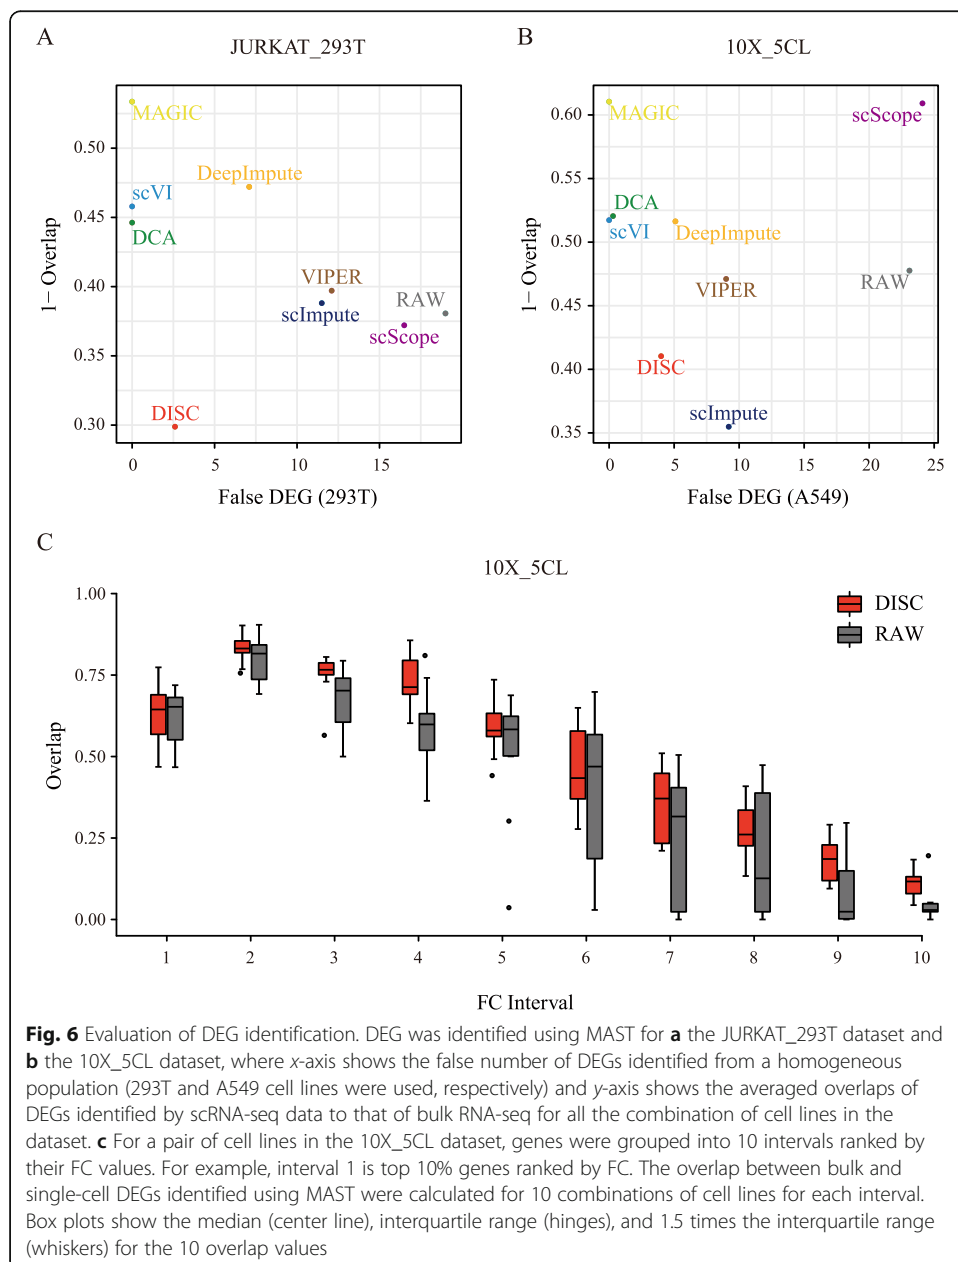 A
JURKAT_293T
MAGIC
DeepImpute
scVI
DCA
VIPER
scImpute
RAW
scScope
DISC
0.50
0.45
0.40
0.35
0.30
1− Overlap
0 5 10 15
False DEG (293T)
B
10X_5CL
MAGIC
scScope
DCA
scVI
DeepImpute
VIPER
RAW
DISC
scImpute
0.60
0.55
0.50
0.45
0.40
0.35
1− Overlap
0 5 10 15 20 25
False DEG (A549)
C
10X_5CL
DISC
RAW
1.00
0.75
0.50
0.25
0.00
Overlap
1 2 3 4 5 6 7 8 9 10
FC Interval
Fig. 6 Evaluation of DEG identification. DEG was identified using MAST for a the JURKAT_293T dataset and
b the 10X_5CL dataset, where x-axis shows the false number of DEGs identified from a homogeneous
population (293T and A549 cell lines were used, respectively) and y-axis shows the averaged overlaps of
DEGs identified by scRNA-seq data to that of bulk RNA-seq for all the combination of cell lines in the
dataset. c For a pair of cell lines in the 10X_5CL dataset, genes were grouped into 10 intervals ranked by
their FC values. For example, interval 1 is top 10% genes ranked by FC. The overlap between bulk and
single-cell DEGs identified using MAST were calculated for 10 combinations of cell lines for each interval.
Box plots show the median (center line), interquartile range (hinges), and 1.5 times the interquartile range
(whiskers) for the 10 overlap values